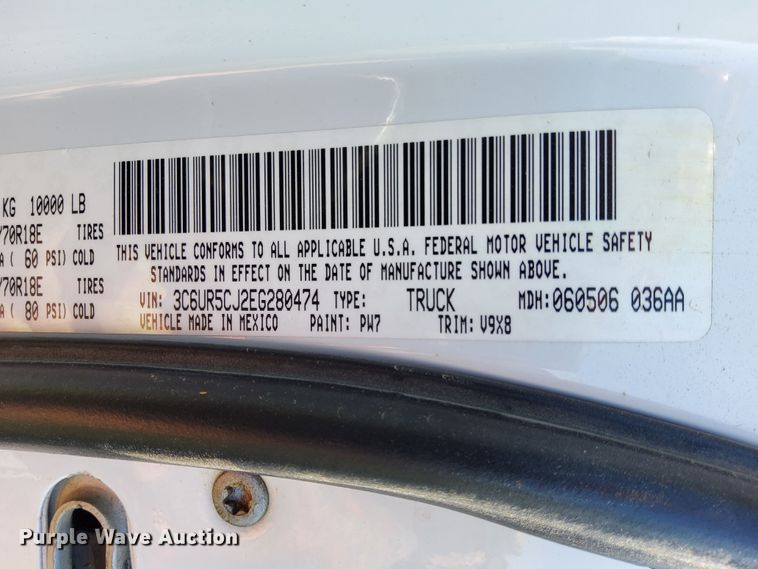 KG 10000 LB
/70R18E TIRES
A ( 60 PSI) COLD
/70R18E TIRES
A ( 80 PSI) COLD
THIS VEHICLE CONFORMS TO ALL APPLICABLE U.S.A. FEDERAL MOTOR VEHICLE SAFETY
STANDARDS IN EFFECT ON THE DATE OF MANUFACTURE SHOWN ABOVE.
VIN: 3C6UR5CJ2EG280474 TYPE: TRUCK MDH:060506 036AA
VEHICLE MADE IN MEXICO PAINT: PW7 TRIM: V9X8
Purple Wave Auction